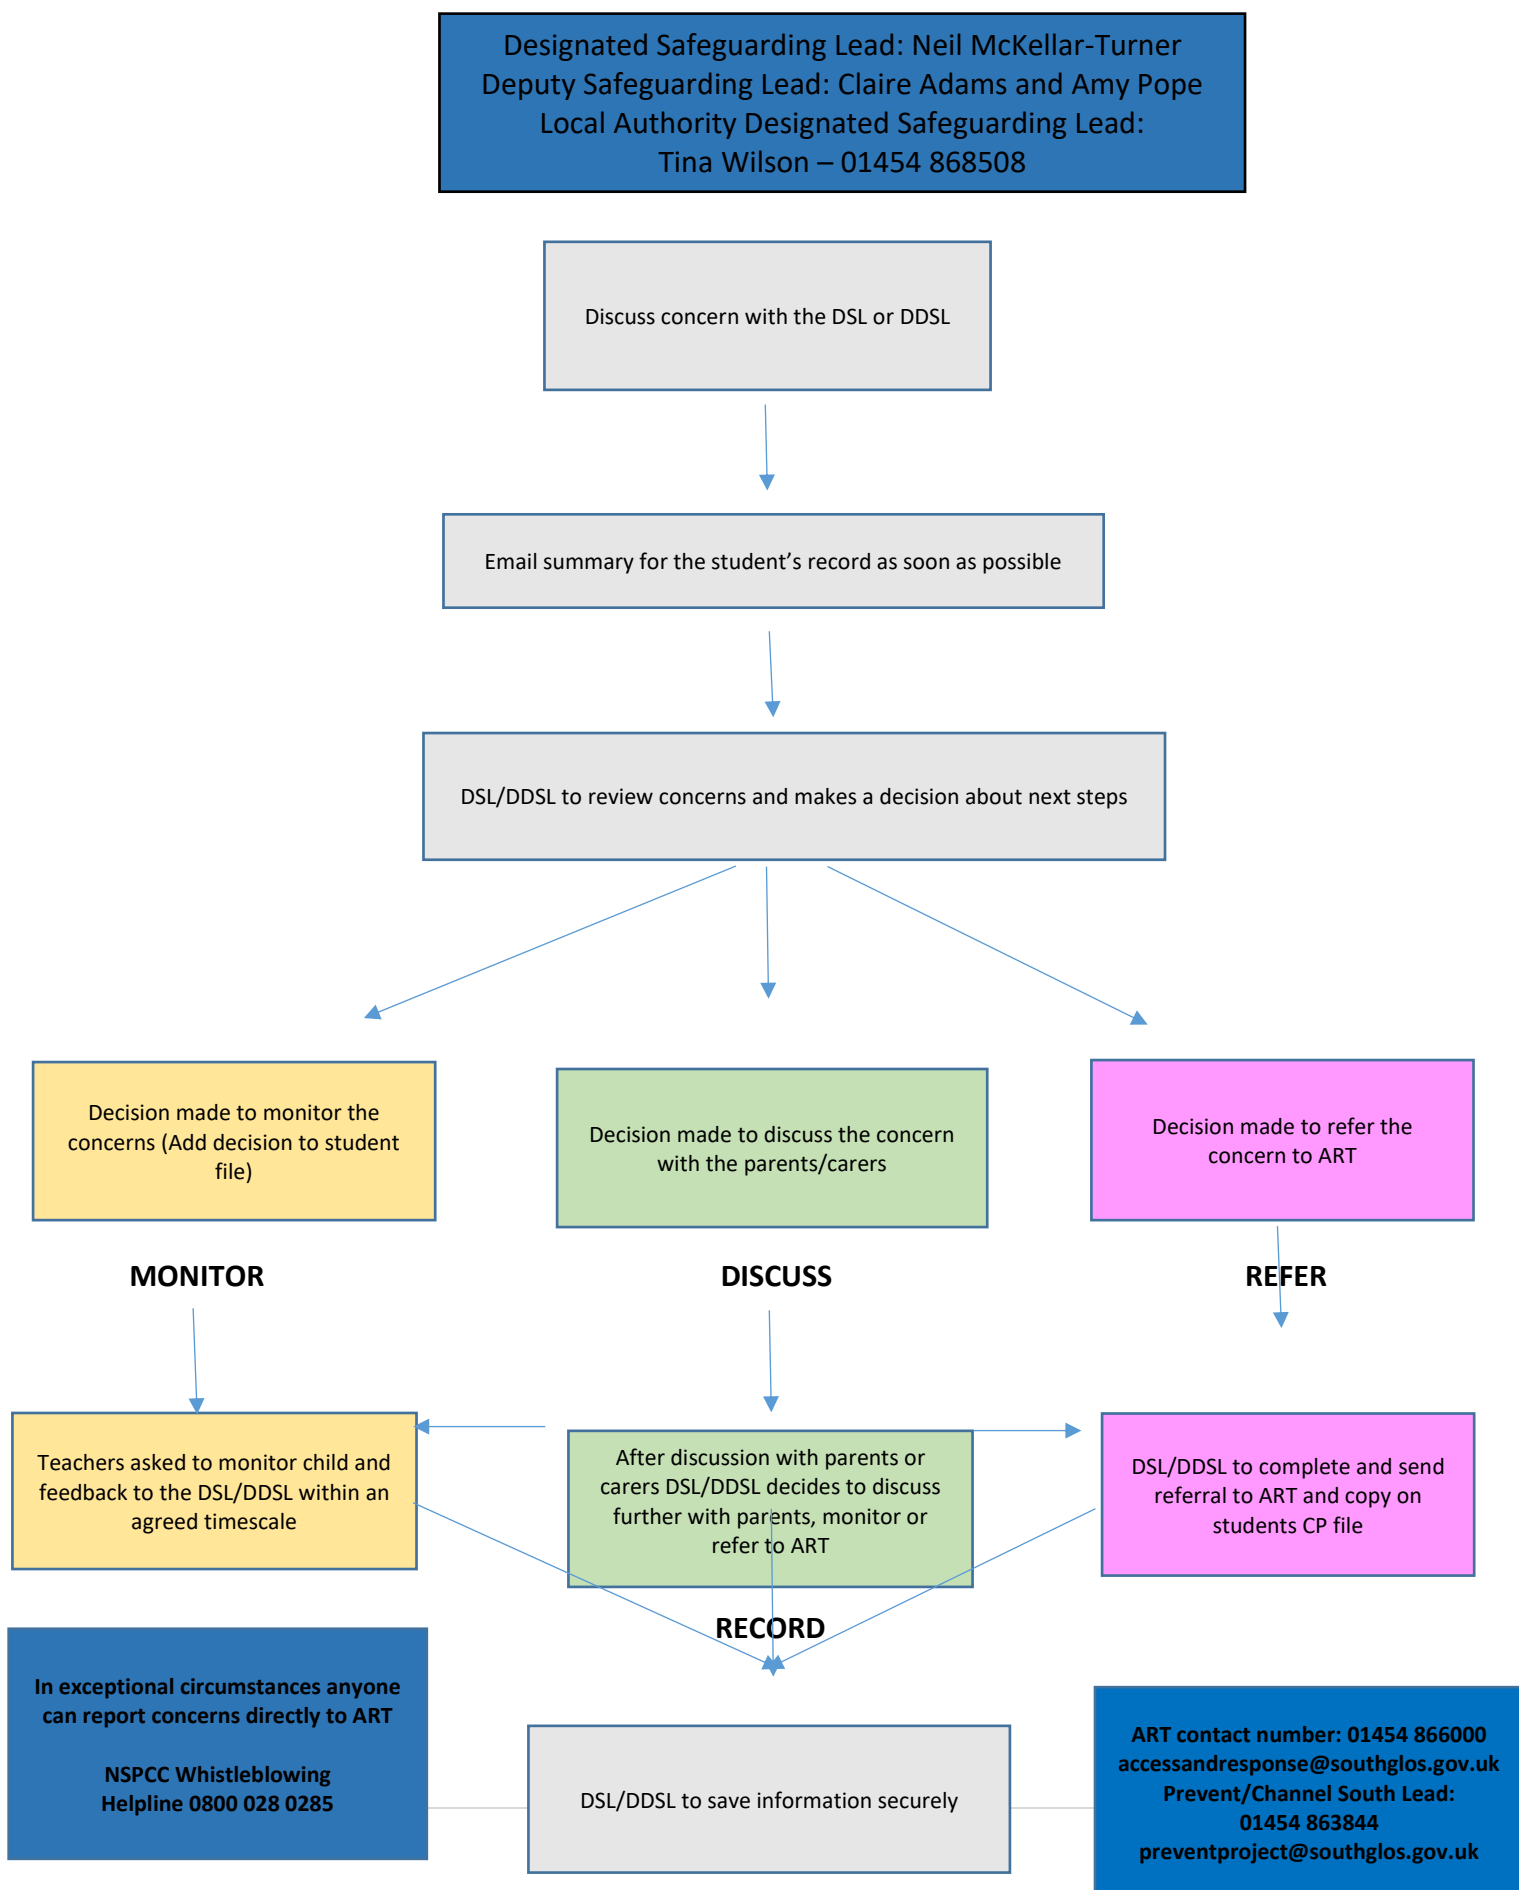 Designated Safeguarding Lead: Neil McKellar-Turner
Deputy Safeguarding Lead: Claire Adams and Amy Pope
Local Authority Designated Safeguarding Lead:
Tina Wilson – 01454 868508
Discuss concern with the DSL or DDSL
Email summary for the student’s record as soon as possible
DSL/DDSL to review concerns and makes a decision about next steps
Decision made to monitor the
concerns (Add decision to student
file)
Decision made to discuss the concern
with the parents/carers
Decision made to refer the
concern to ART
MONITOR
DISCUSS
REFER
Teachers asked to monitor child and
feedback to the DSL/DDSL within an
agreed timescale
After discussion with parents or
carers DSL/DDSL decides to discuss
further with parents, monitor or
refer to ART
DSL/DDSL to complete and send
referral to ART and copy on
students CP file
RECORD
In exceptional circumstances anyone
can report concerns directly to ART
NSPCC Whistleblowing
Helpline 0800 028 0285
DSL/DDSL to save information securely
ART contact number: 01454 866000
accessandresponse@southglos.gov.uk
Prevent/Channel South Lead:
01454 863844
preventproject@southglos.gov.uk